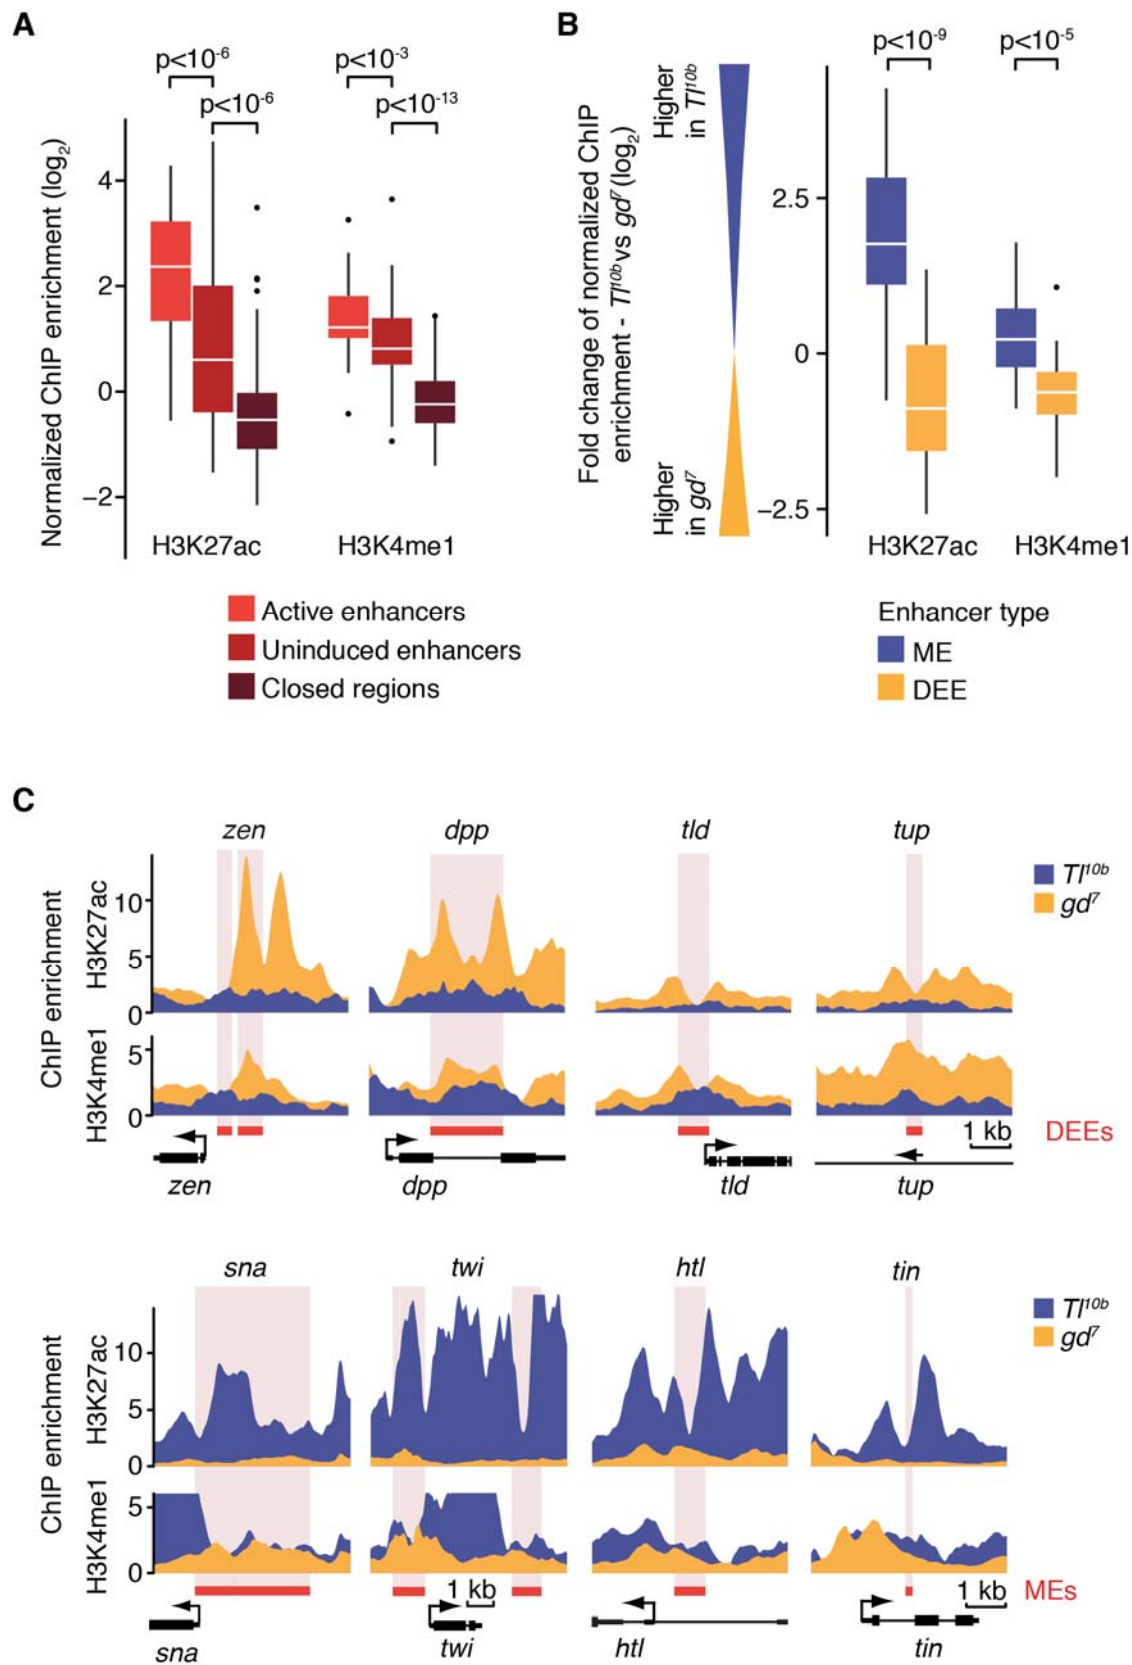 A
p<10⁻⁶
p<10⁻⁶
p<10⁻³
p<10⁻¹³
Normalized ChIP enrichment (log₂)
4
2
0
−2
H3K27ac
H3K4me1
Active enhancers
Uninduced enhancers
Closed regions
B
Fold change of normalized ChIP
enrichment - Tl¹⁰ᵇ vs gd⁷ (log₂)
Higher
in Tl¹⁰ᵇ
Higher
in gd⁷
p<10⁻⁹
p<10⁻⁵
2.5
0
−2.5
H3K27ac
H3K4me1
Enhancer type
ME
DEE
C
zen
dpp
tld
tup
ChIP enrichment
H3K27ac
10
5
0
H3K4me1
5
0
Tl¹⁰ᵇ
gd⁷
1 kb
DEEs
zen
dpp
tld
tup
sna
twi
htl
tin
ChIP enrichment
H3K27ac
10
5
0
H3K4me1
5
0
Tl¹⁰ᵇ
gd⁷
1 kb
1 kb
MEs
sna
twi
htl
tin